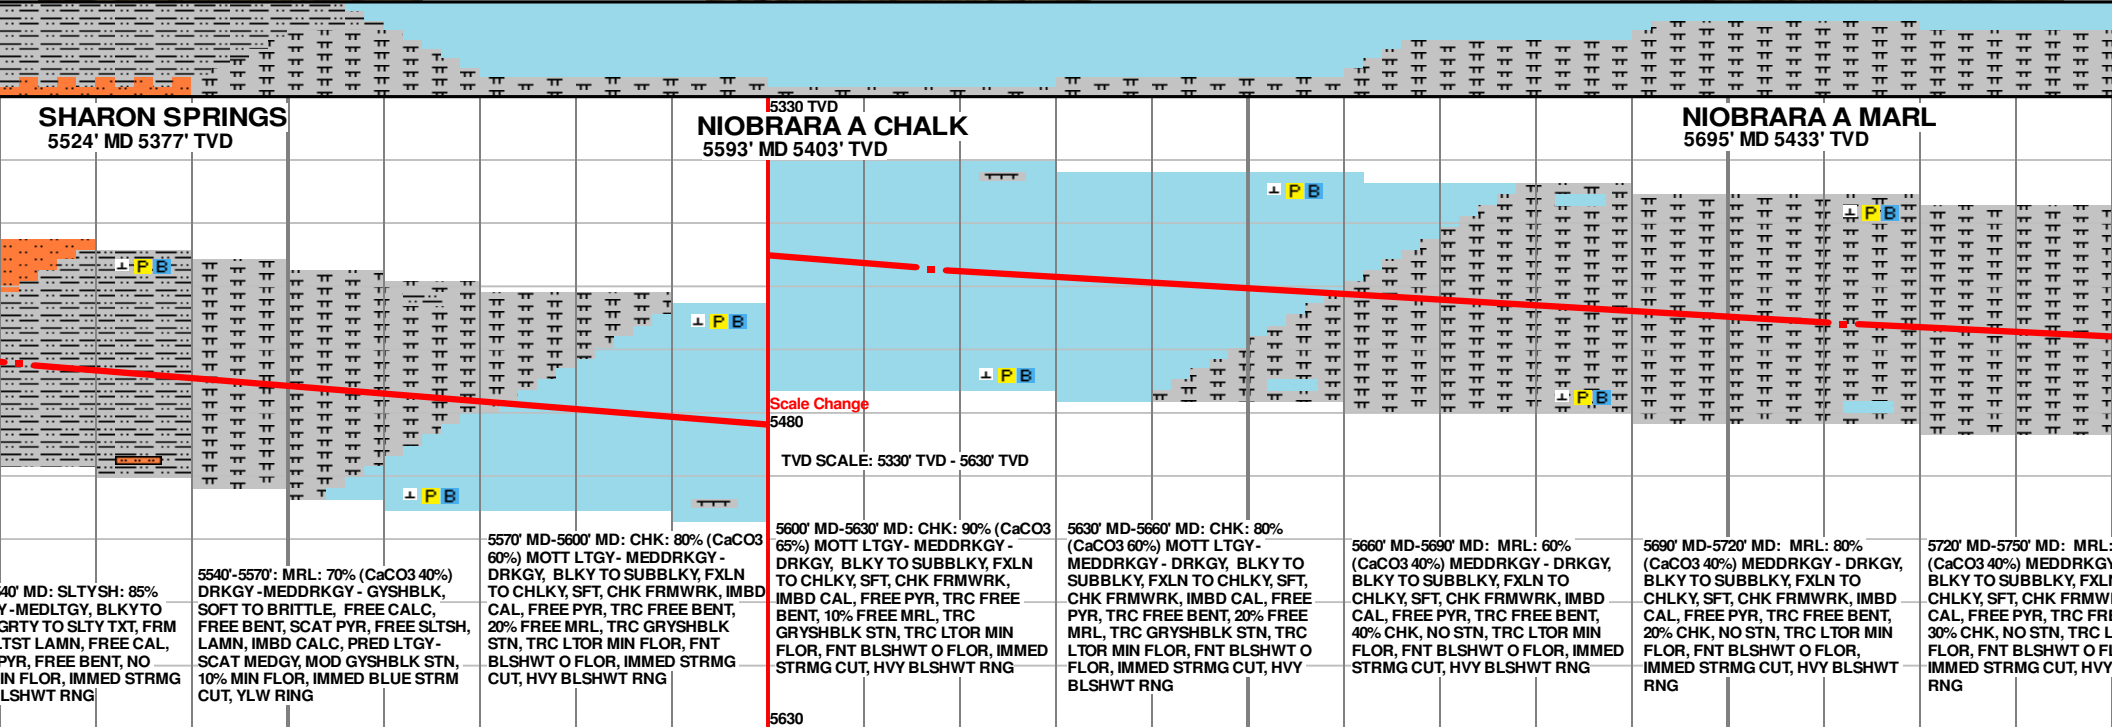 SHARON SPRINGS
5524' MD 5377' TVD
5330 TVD
NIOBRARA A CHALK
5593' MD 5403' TVD
NIOBRARA A MARL
5695' MD 5433' TVD
P B
P B
P B
P B
P B
P B
P B
P B
Scale Change
5480
TVD SCALE: 5330' TVD - 5630' TVD
40' MD: SLTYSH: 85%
Y-MEDLTGY, BLKY TO
GRTY TO SLTY TXT, FRM
TST LAMN, FREE CAL,
PYR, FREE BENT, NO
IN FLOR, IMMED STRMG
LSHWT RNG
5540'-5570': MRL: 70% (CaCO3 40%)
DRKGY -MEDDRKGY - GYSHBLK,
SOFT TO BRITTLE, FREE CALC,
FREE BENT, SCAT PYR, FREE SLTSH,
LAMN, IMBD CALC, PRED LTGY-
SCAT MEDGY, MOD GYSHBLK STN,
10% MIN FLOR, IMMED BLUE STRM
CUT, YLW RING
5570' MD-5600' MD: CHK: 80% (CaCO3
60%) MOTT LTGY- MEDDRKGY -
DRKGY, BLKY TO SUBBLKY, FXLN
TO CHLKY, SFT, CHK FRMWRK, IMBD
CAL, FREE PYR, TRC FREE BENT,
20% FREE MRL, TRC GRYSHBLK
STN, TRC LTOR MIN FLOR, FNT
BLSHWT O FLOR, IMMED STRMG
CUT, HVY BLSHWT RNG
5600' MD-5630' MD: CHK: 90% (CaCO3
65%) MOTT LTGY- MEDDRKGY -
DRKGY, BLKY TO SUBBLKY, FXLN
TO CHLKY, SFT, CHK FRMWRK,
IMBD CAL, FREE PYR, TRC FREE
BENT, 10% FREE MRL, TRC
GRYSHBLK STN, TRC LTOR MIN
FLOR, FNT BLSHWT O FLOR, IMMED
STRMG CUT, HVY BLSHWT RNG
5630' MD-5660' MD: CHK: 80%
(CaCO3 60%) MOTT LTGY-
MEDDRKGY - DRKGY, BLKY TO
SUBBLKY, FXLN TO CHLKY, SFT,
CHK FRMWRK, IMBD CAL, FREE
PYR, TRC FREE BENT, 20% FREE
MRL, TRC GRYSHBLK STN, TRC
LTOR MIN FLOR, FNT BLSHWT O
FLOR, IMMED STRMG CUT, HVY
BLSHWT RNG
5660' MD-5690' MD: MRL: 60%
(CaCO3 40%) MEDDRKGY - DRKGY,
BLKY TO SUBBLKY, FXLN TO
CHLKY, SFT, CHK FRMWRK, IMBD
CAL, FREE PYR, TRC FREE BENT,
40% CHK, NO STN, TRC LTOR MIN
FLOR, FNT BLSHWT O FLOR, IMMED
STRMG CUT, HVY BLSHWT RNG
5690' MD-5720' MD: MRL: 80%
(CaCO3 40%) MEDDRKGY - DRKGY,
BLKY TO SUBBLKY, FXLN TO
CHLKY, SFT, CHK FRMWRK, IMBD
CAL, FREE PYR, TRC FREE BENT,
20% CHK, NO STN, TRC LTOR MIN
FLOR, FNT BLSHWT O FLOR,
IMMED STRMG CUT, HVY BLSHWT
RNG
5720' MD-5750' MD: MRL:
(CaCO3 40%) MEDDRKGY
BLKY TO SUBBLKY, FXLN
CHLKY, SFT, CHK FRMW
CAL, FREE PYR, TRC FRE
30% CHK, NO STN, TRC L
FLOR, FNT BLSHWT O FL
IMMED STRMG CUT, HVY
RNG
5630